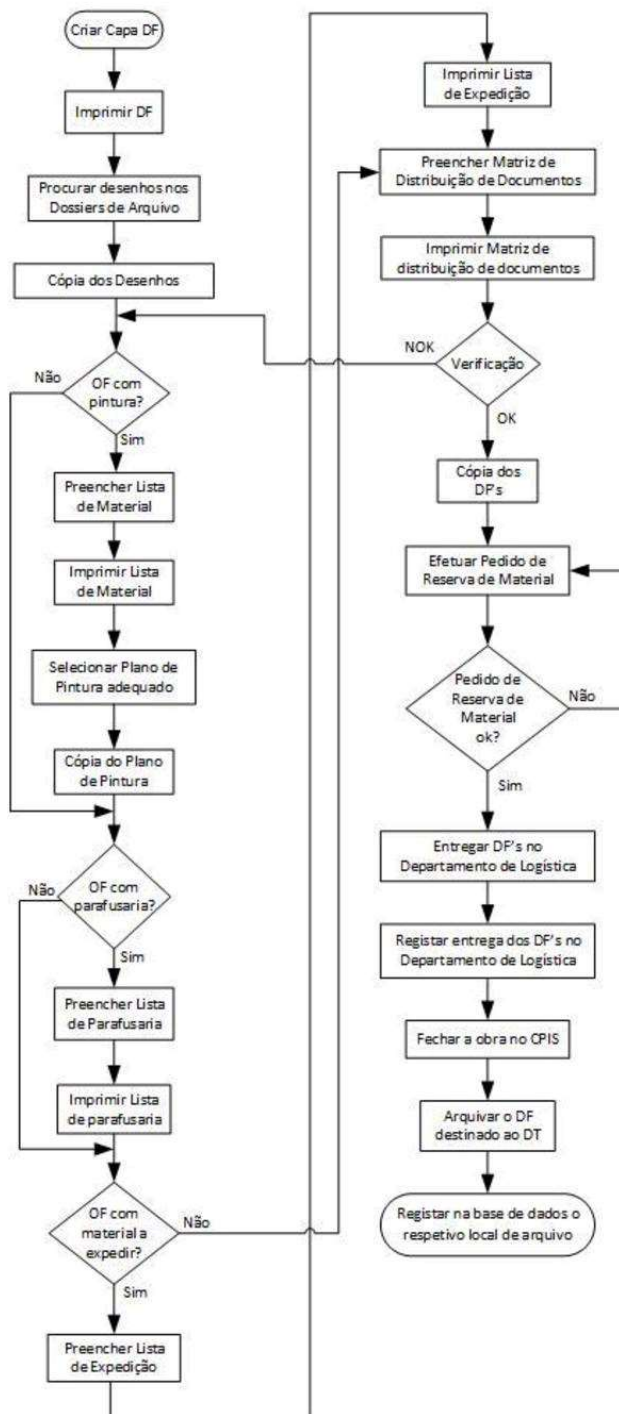 Criar Capa DF
Imprimir DF
Procurar desenhos nos
Dossiers de Arquivo
Cópia dos Desenhos
Não
OF com
pintura?
Sim
Preencher Lista
de Material
Imprimir Lista
de Material
Selecionar Plano de
Pintura adequado
Cópia do Plano
de Pintura
Não
OF com
parafusaria?
Sim
Preencher Lista
de Parafusaria
Imprimir Lista
de parafusaria
OF com
material a
expedir?
Não
Sim
Preencher Lista
de Expedição
Imprimir Lista
de Expedição
Preencher Matriz de
Distribuição de Documentos
Imprimir Matriz de
distribuição de documentos
NOK
Verificação
OK
Cópia dos
DF's
Efetuar Pedido de
Reserva de Material
Pedido de
Reserva de
Material
ok?
Não
Sim
Entregar DF's no
Departamento de Logística
Registar entrega dos DF's no
Departamento de Logística
Fechar a obra no CPIS
Arquivar o DF
destinado ao DT
Registar na base de dados o
respetivo local de arquivo